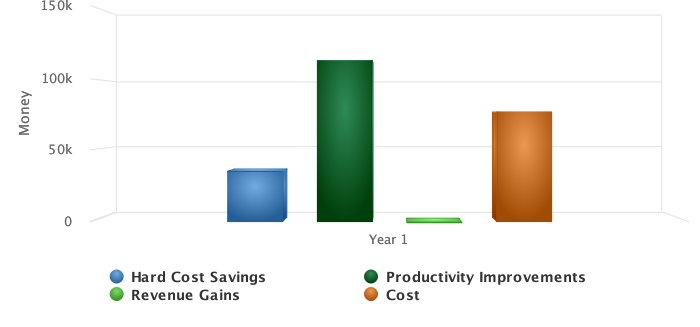 150k
100k
50k
0
Money
Year 1
Hard Cost Savings
Productivity Improvements
Revenue Gains
Cost